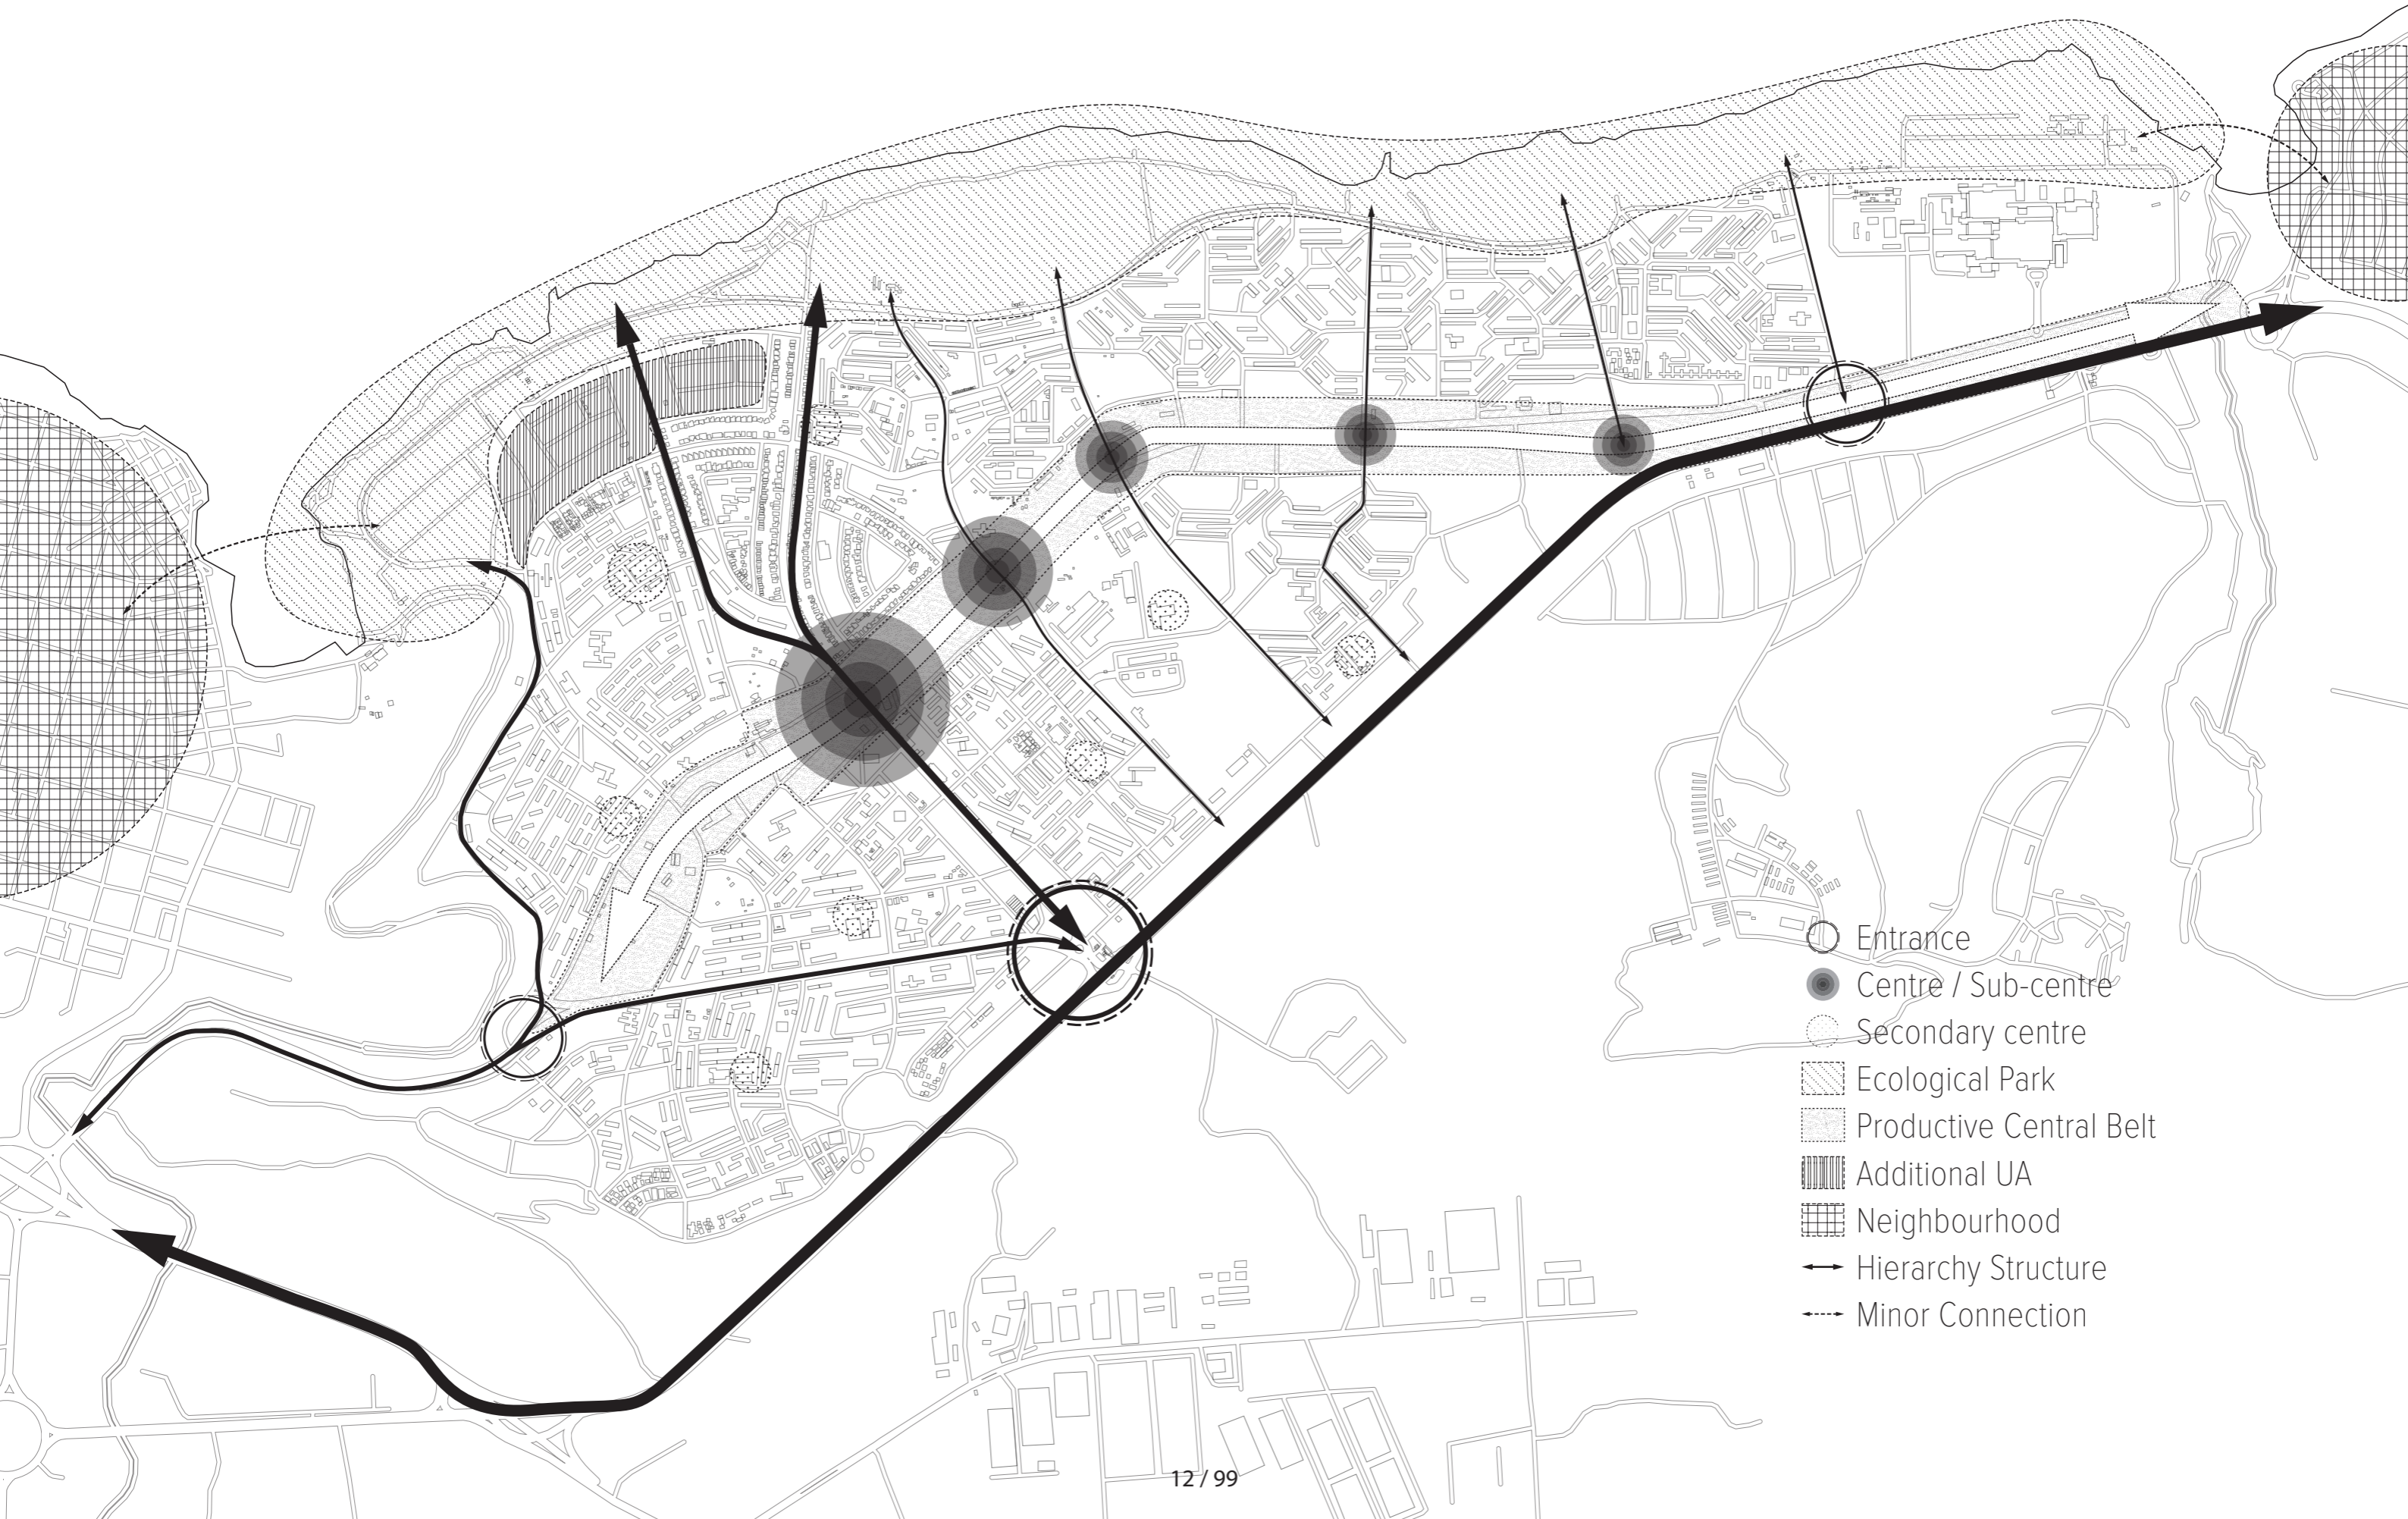 Entrance
Centre / Sub-centre
Secondary centre
Ecological Park
Productive Central Belt
Additional UA
Neighbourhood
Hierarchy Structure
Minor Connection
12 / 99